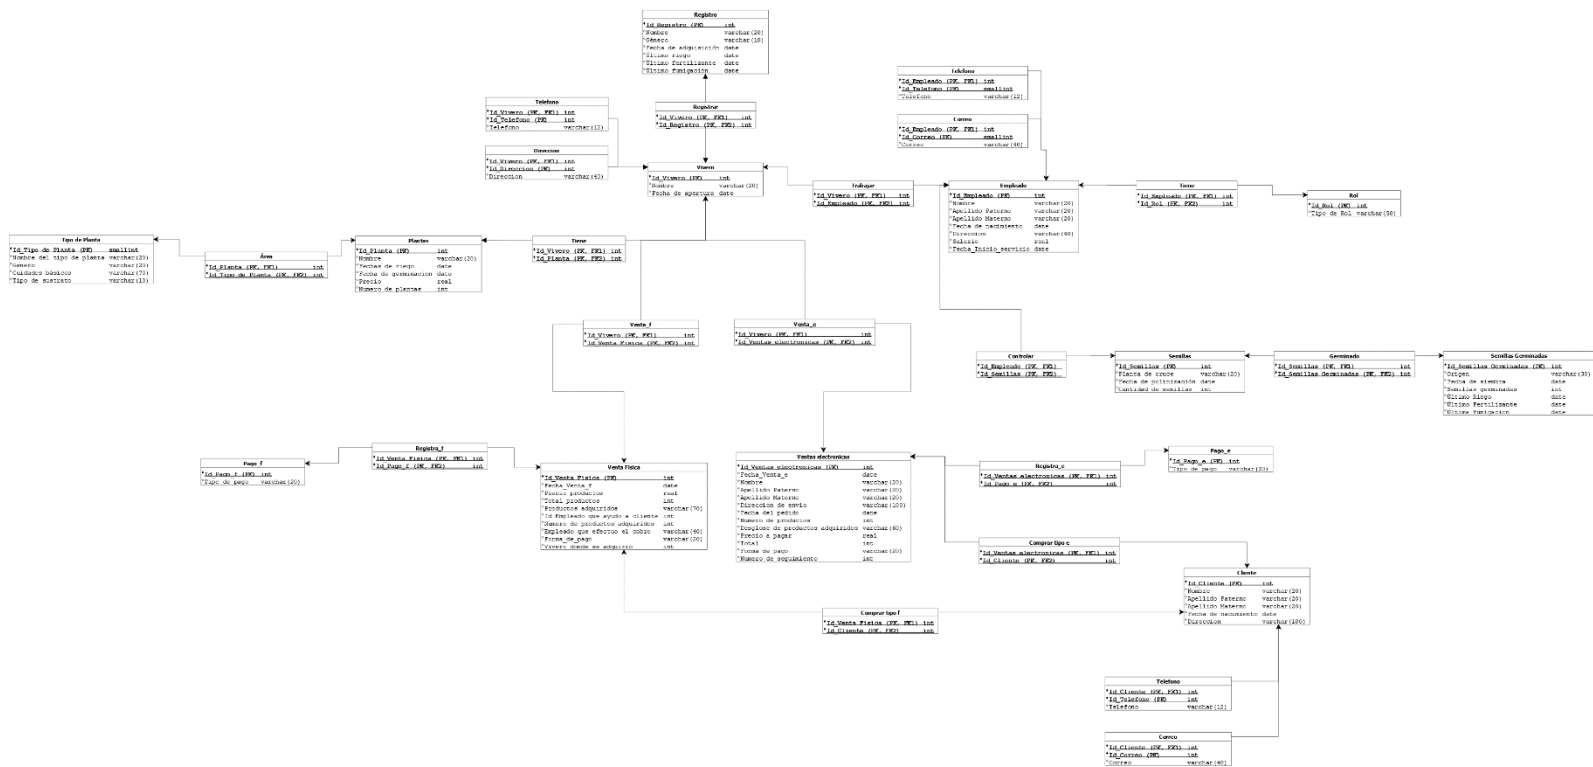 Registro
*Id_Registro (PK) int
°Nombre varchar(20)
°Género varchar(10)
°Fecha de adquisición date
°Último riego date
°Último fertilizante date
°Último fumigación date
Telefono
*Id_Vivero (PK, FK1) int
*Id_Telefono (PK) int
°Telefono varchar(12)
Registrar
*Id_Vivero (PK, FK1) int
*Id_Registro (PK, FK2) int
Telefono
*Id_Empleado (PK, FK1) int
*Id_Telefono (PK) smallint
°Telefono varchar(12)
Correo
*Id_Empleado (PK, FK1) int
*Id_Correo (PK) smallint
°Correo varchar(40)
Direccion
*Id_Vivero (PK, FK1) int
*Id_Direccion (PK) int
°Direccion varchar(40)
Vivero
*Id_Vivero (PK) int
°Nombre varchar(20)
°Fecha de apertura date
Trabajar
*Id_Vivero (PK, FK1) int
*Id_Empleado (PK, FK2) int
Empleado
*Id_Empleado (PK) int
°Nombre varchar(20)
°Apellido Paterno varchar(20)
°Apellido Materno varchar(20)
°Fecha de nacimiento date
°Direccion varchar(40)
°Salario real
°Fecha_Inicio_servicio date
Tiene
*Id_Empleado (PK, FK1) int
*Id_Rol (PK, FK2) int
Rol
*Id_Rol (PK) int
°Tipo de Rol varchar(50)
Tipo de Planta
*Id_Tipo de Planta (PK) smallint
°Nombre del tipo de planta varchar(20)
°Genero varchar(20)
°Cuidados básicos varchar(70)
°Tipo de sustrato varchar(10)
Área
*Id_Planta (PK, FK1) int
*Id_Tipo de Planta (PK, FK2) int
Plantas
*Id_Planta (PK) int
°Nombre varchar(20)
°Fechas de riego date
°Fecha de germinacion date
°Precio real
°Numero de plantas int
Tiene
*Id_Vivero (PK, FK1) int
*Id_Planta (PK, FK2) int
Venta_f
*Id_Vivero (PK, FK1) int
*Id_Venta Fisica (PK, FK2) int
Venta_e
*Id_Vivero (PK, FK1) int
*Id_Ventas electronicas (PK, FK2) int
Controlar
*Id_Empleado (PK, FK1)
*Id_Semillas (PK, FK2)
Semillas
*Id_Semillas (PK) int
°Planta de cruce varchar(20)
°Fecha de polinización date
°Cantidad de semillas int
Germinado
*Id_Semillas (PK, FK1) int
*Id_Semillas Germinadas (PK, FK2) int
Semillas Germinadas
*Id_Semillas Germinadas (PK) int
°Origen varchar(30)
°Fecha de siembra date
°Semillas germinadas int
°Último Riego date
°Último Fertilizante date
°Última fumigacion date
Pago_f
*Id_Pago_f (PK) int
°Tipo de pago varchar(20)
Registra_f
*Id_Venta Fisica (PK, FK1) int
*Id_Pago_f (PK, FK2) int
Venta Fisica
*Id_Venta Fisica (PK) int
°Fecha_Venta_f date
°Precio productos real
°Total productos int
°Productos adquiridos varchar(70)
°Id Empleado que ayudo a cliente int
°Numero de productos adquiridos int
°Empleado que efectuo el cobro varchar(40)
°Forma_de_pago varchar(20)
°Vivero donde se adquirio int
Ventas electronicas
*Id_Ventas electronicas (PK) int
°Fecha_Venta_e date
°Nombre varchar(20)
°Apellido Paterno varchar(20)
°Apellido Materno varchar(20)
°Direccion de envio varchar(100)
°Fecha del pedido date
°Numero de productos int
°Desglose de productos adquiridos varchar(60)
°Precio a pagar real
°Total int
°Forma de pago varchar(20)
°Número de seguimiento int
Registra_e
*Id_Ventas electronicas (PK, FK1) int
*Id_Pago_e (PK, FK2) int
Pago_e
*Id_Pago_e (PK) int
°Tipo de pago varchar(20)
Comprar tipo e
*Id_Ventas electronicas (PK, FK1) int
*Id_Cliente (PK, FK2) int
Cliente
*Id_Cliente (PK) int
°Nombre varchar(20)
°Apellido Paterno varchar(20)
°Apellido Materno varchar(20)
°Fecha de nacimiento date
°Direccion varchar(100)
Comprar tipo f
*Id_Venta Fisica (PK, FK1) int
*Id_Cliente (PK, FK2) int
Telefono
*Id_Cliente (PK, FK1) int
*Id_Telefono (PK) int
°Telefono varchar(12)
Correo
*Id_Cliente (PK, FK1) int
*Id_Correo (PK) int
°Correo varchar(40)